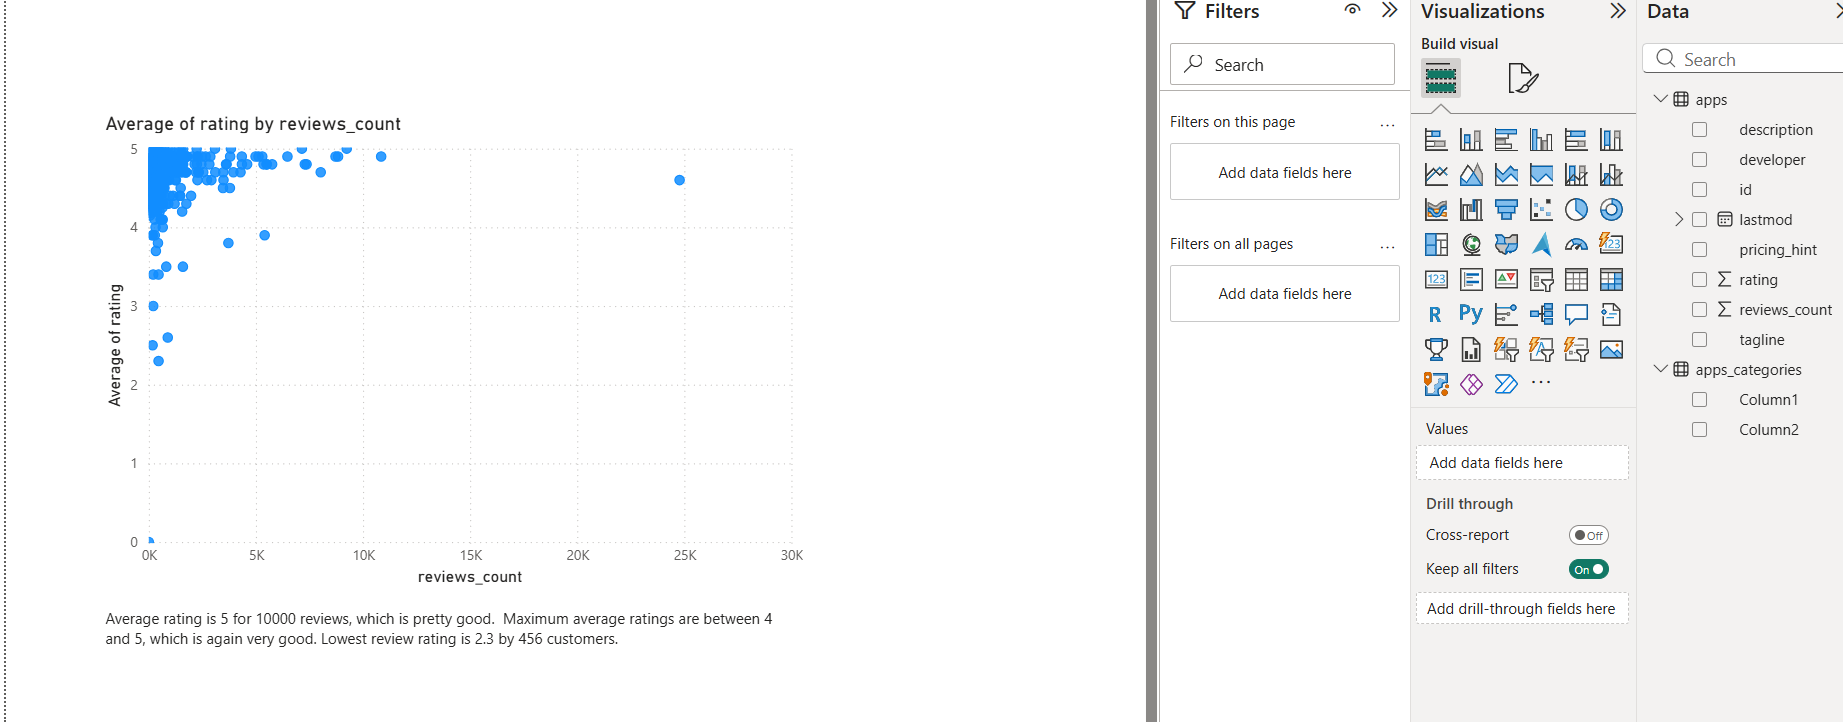 Average of rating by reviews_count
5
4
3
2
1
0
Average of rating
0K 5K 10K 15K 20K 25K 30K
reviews_count
Average rating is 5 for 10000 reviews, which is pretty good.  Maximum average ratings are between 4
and 5, which is again very good. Lowest review rating is 2.3 by 456 customers.
Filters
Search
Filters on this page ...
Add data fields here
Filters on all pages ...
Add data fields here
Visualizations
Build visual
123
123
R Py
...
Values
Add data fields here
Drill through
Cross-report Off
Keep all filters On
Add drill-through fields here
Data
Search
apps
description
developer
id
lastmod
pricing_hint
Σ rating
Σ reviews_count
tagline
apps_categories
Column1
Column2